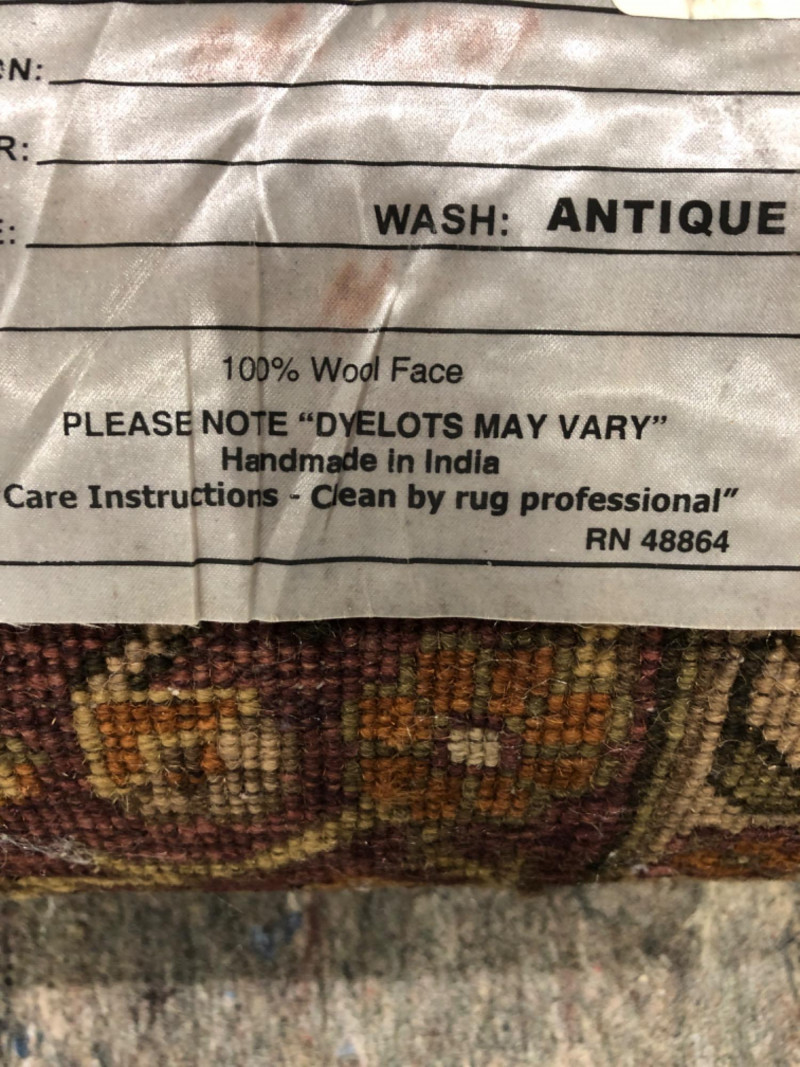 N:
R:
E:
WASH: ANTIQUE
100% Wool Face
PLEASE NOTE “DYELOTS MAY VARY”
Handmade in India
Care Instructions - Clean by rug professional”
RN 48864